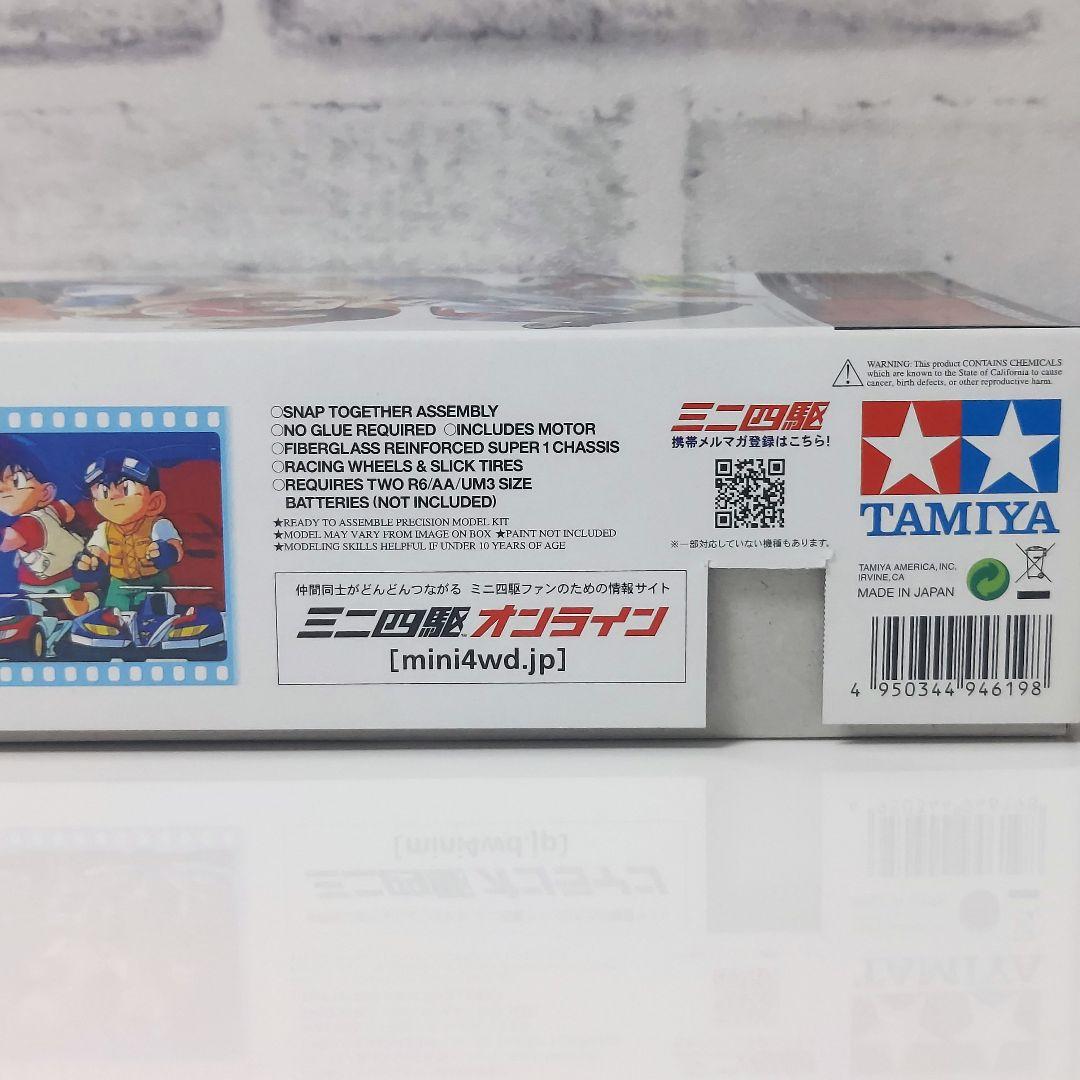 ○SNAP TOGETHER ASSEMBLY
○NO GLUE REQUIRED ○INCLUDES MOTOR
○FIBERGLASS REINFORCED SUPER 1 CHASSIS
○RACING WHEELS & SLICK TIRES
○REQUIRES TWO R6/AA/UM3 SIZE
BATTERIES (NOT INCLUDED)
★READY TO ASSEMBLE PRECISION MODEL KIT
★MODEL MAY VARY FROM IMAGE ON BOX ★PAINT NOT INCLUDED
★MODELING SKILLS HELPFUL IF UNDER 10 YEARS OF AGE
仲間同士がどんどんつながる ミニ四駆ファンのための情報サイト
ミニ四駆™オンライン
[mini4wd.jp]
ミニ四駆
携帯メルマガ登録はこちら!
※一部対応していない機種もあります。
WARNING: This product CONTAINS CHEMICALS
which are known to the State of California to cause
cancer, birth defects, or other reproductive harm.
TAMIYA
TAMIYA AMERICA, INC.
IRVINE, CA
MADE IN JAPAN
4 950344 946198